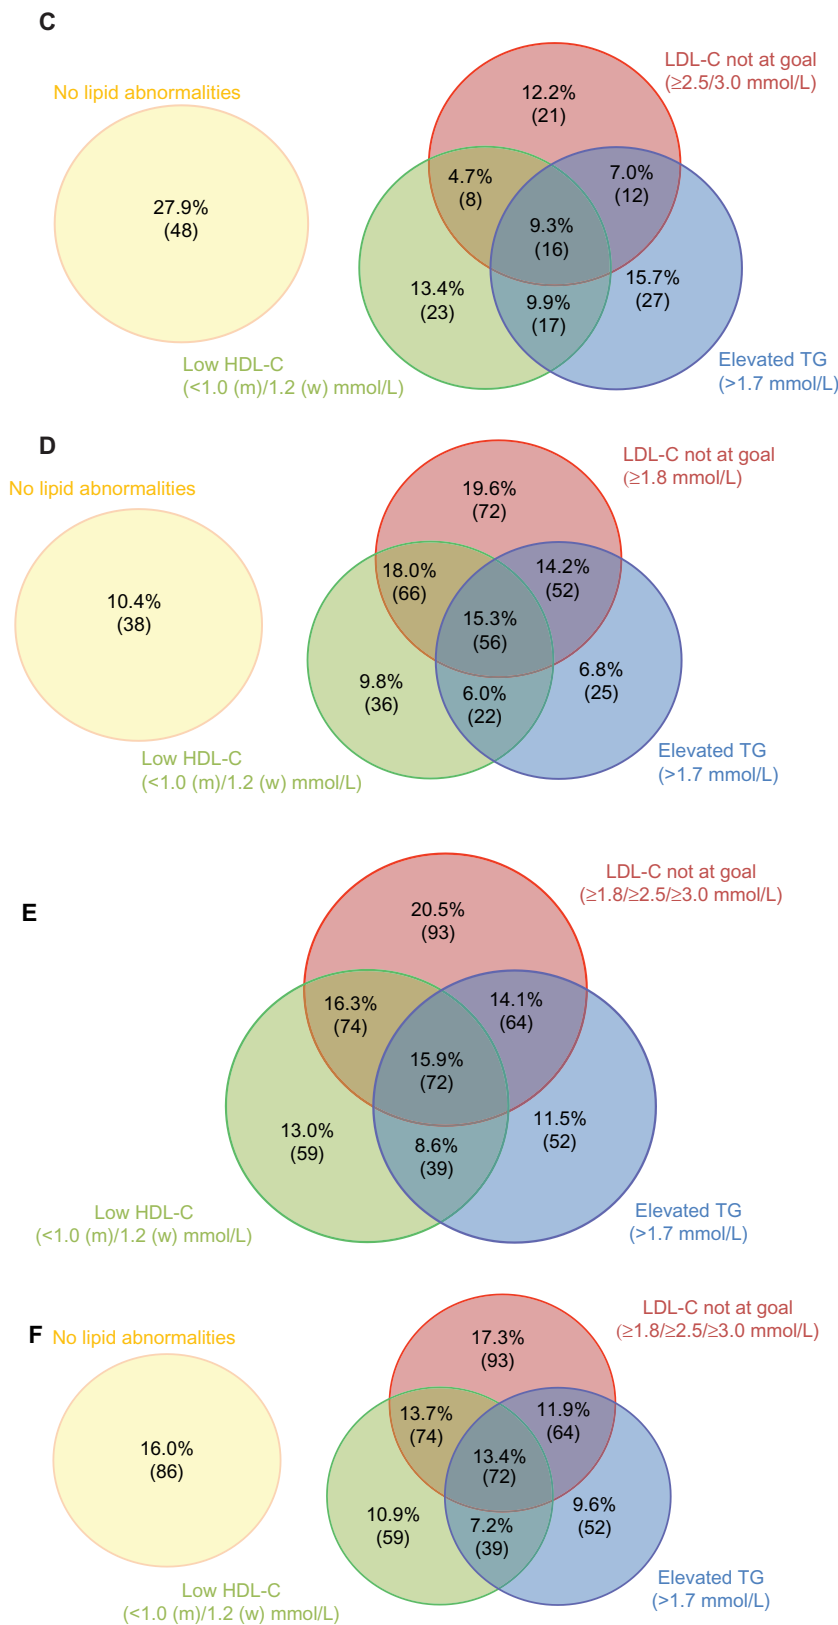 C
No lipid abnormalities
27.9%
(48)
LDL-C not at goal
(≥2.5/3.0 mmol/L)
12.2%
(21)
4.7%
(8)
7.0%
(12)
9.3%
(16)
13.4%
(23)
9.9%
(17)
15.7%
(27)
Low HDL-C
(<1.0 (m)/1.2 (w) mmol/L)
Elevated TG
(>1.7 mmol/L)
D
No lipid abnormalities
10.4%
(38)
LDL-C not at goal
(≥1.8 mmol/L)
19.6%
(72)
18.0%
(66)
14.2%
(52)
15.3%
(56)
9.8%
(36)
6.0%
(22)
6.8%
(25)
Low HDL-C
(<1.0 (m)/1.2 (w) mmol/L)
Elevated TG
(>1.7 mmol/L)
E
LDL-C not at goal
(≥1.8/≥2.5/≥3.0 mmol/L)
20.5%
(93)
16.3%
(74)
14.1%
(64)
15.9%
(72)
13.0%
(59)
8.6%
(39)
11.5%
(52)
Low HDL-C
(<1.0 (m)/1.2 (w) mmol/L)
Elevated TG
(>1.7 mmol/L)
F
No lipid abnormalities
16.0%
(86)
LDL-C not at goal
(≥1.8/≥2.5/≥3.0 mmol/L)
17.3%
(93)
13.7%
(74)
11.9%
(64)
13.4%
(72)
10.9%
(59)
7.2%
(39)
9.6%
(52)
Low HDL-C
(<1.0 (m)/1.2 (w) mmol/L)
Elevated TG
(>1.7 mmol/L)